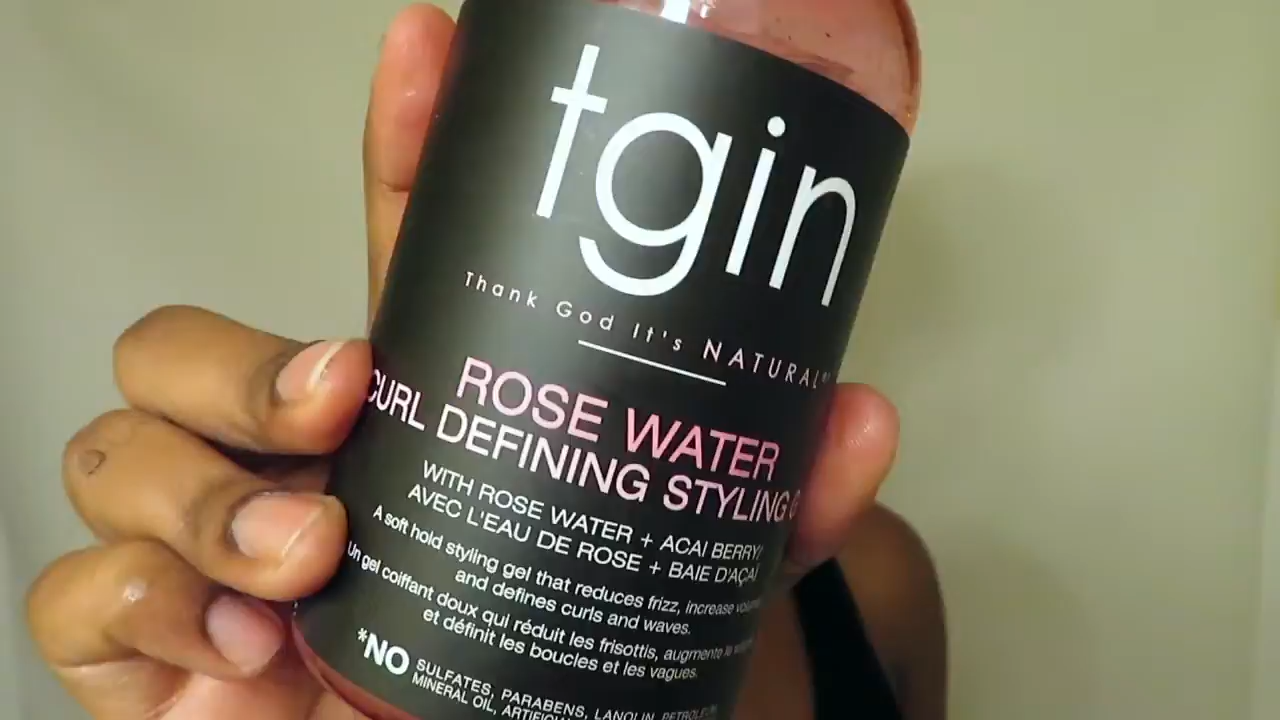 tgin
Thank God It's NATURAL
ROSE WATER
CURL DEFINING STYLING
WITH ROSE WATER + ACAI BERRY/
AVEC L'EAU DE ROSE + BAIE D'AÇAÍ
A soft hold styling gel that reduces frizz, increase
and defines curls and waves.
Un gel coiffant doux qui réduit les frisottis, augmente le
et définit les boucles et les vagues.
*NO SULFATES, PARABENS, LANOLIN,
MINERAL OIL,